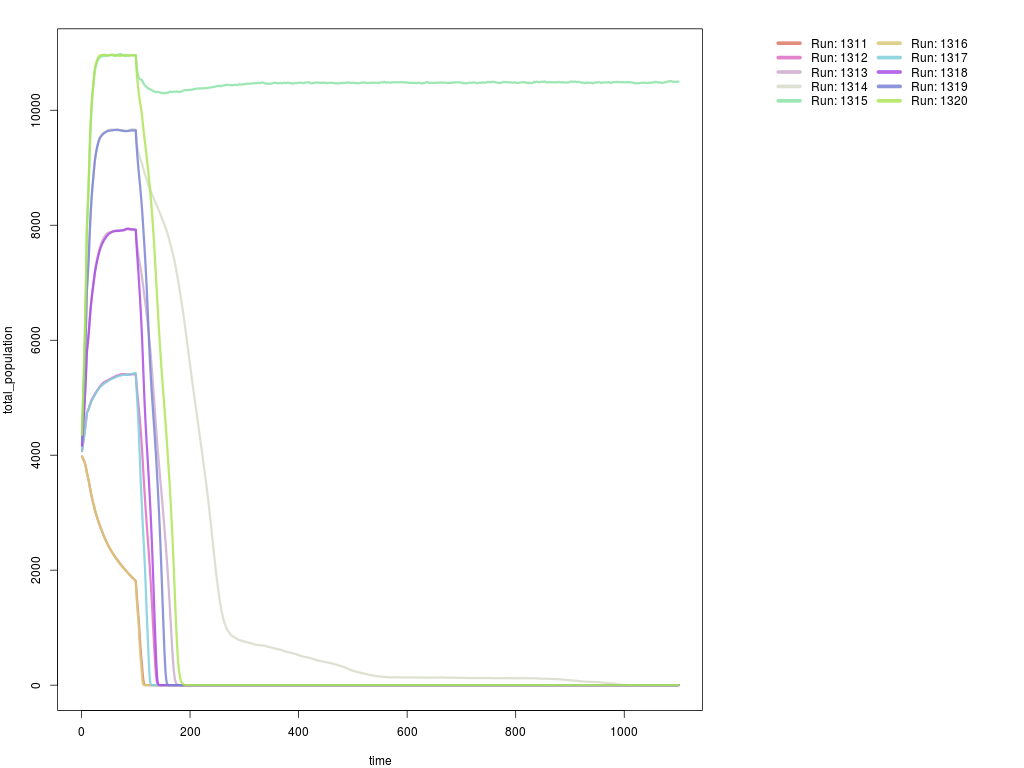 Run: 1311
Run: 1312
Run: 1313
Run: 1314
Run: 1315
Run: 1316
Run: 1317
Run: 1318
Run: 1319
Run: 1320
total_population
10000
8000
6000
4000
2000
0
0 200 400 600 800 1000
time